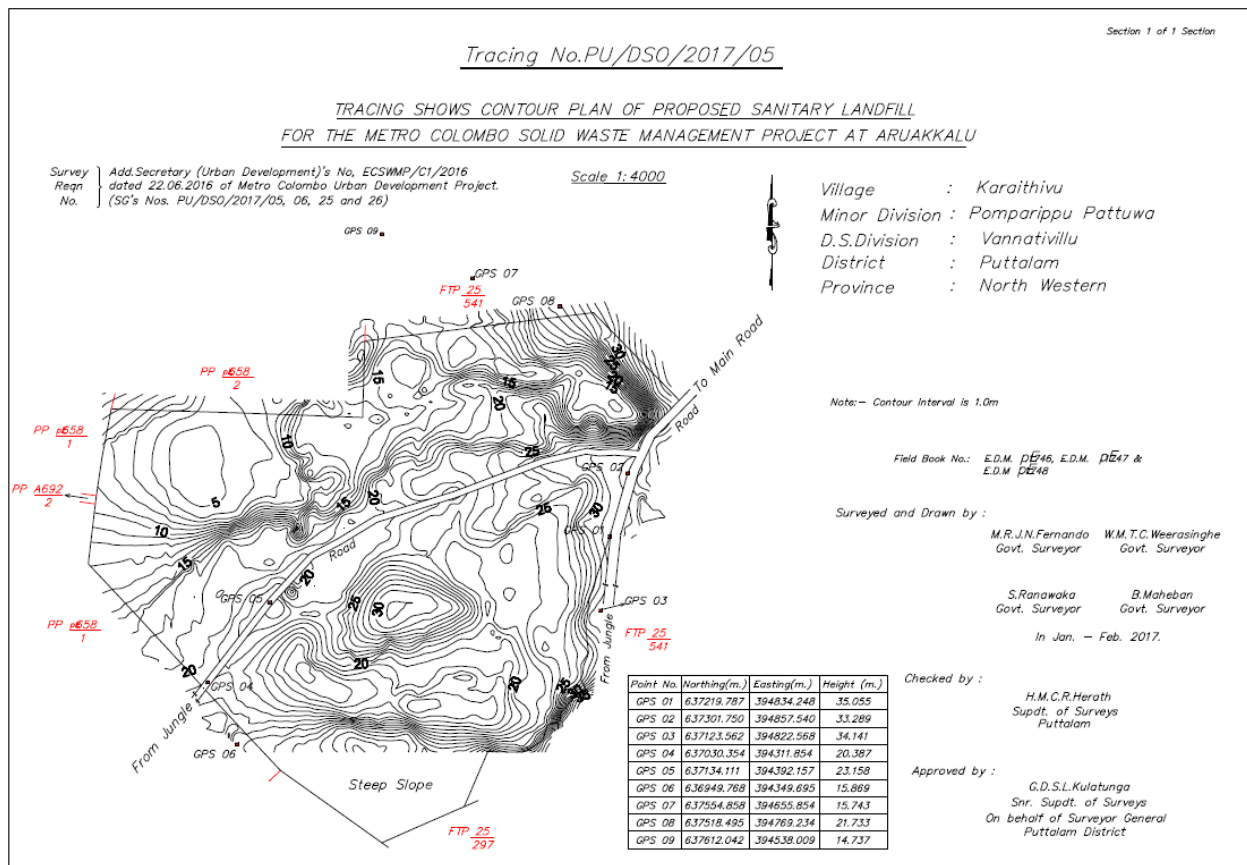 Section 1 of 1 Section
Tracing No.PU/DSO/2017/05
TRACING SHOWS CONTOUR PLAN OF PROPOSED SANITARY LANDFILL
FOR THE METRO COLOMBO SOLID WASTE MANAGEMENT PROJECT AT ARUAKKALU
Survey Reqn No. Add.Secretary (Urban Development)'s No, ECSWMP/C1/2016
dated 22.06.2016 of Metro Colombo Urban Development Project.
(SG's Nos. PU/DSO/2017/05, 06, 25 and 26)
Scale 1: 4000
Village : Karaithivu
Minor Division : Pomparippu Pattuwa
D.S.Division : Vannativillu
District : Puttalam
Province : North Western
GPS 09
GPS 07
FTP 25
541
GPS 08
To Main Road
Road
PP 658
2
PP 658
1
PP A692
2
PP 658
1
15
10
5
10
15
15
20
15
20
25
30
25
30
20
25
30
20
20
20
25
Road
GPS 02
GPS 01
GPS 03
GPS 05
GPS 04
GPS 06
From Jungle
From Jungle
FTP 25
541
Steep Slope
FTP 25
297
Note:- Contour Interval is 1.0m
Field Book No.: E.D.M. 746, E.D.M. 747 &
E.D.M 748
Surveyed and Drawn by :
M.R.J.N.Fernando W.M.T.C.Weerasinghe
Govt. Surveyor Govt. Surveyor
S.Ranawaka B.Maheban
Govt. Surveyor Govt. Surveyor
In Jan. - Feb. 2017.
Checked by :
H.M.C.R.Herath
Supdt. of Surveys
Puttalam
Approved by :
G.D.S.L.Kulatunga
Snr. Supdt. of Surveys
On behalf of Surveyor General
Puttalam District
Point No. Northing(m.) Easting(m.) Height (m.)
GPS 01 637219.787 394834.248 35.055
GPS 02 637301.750 394857.540 33.289
GPS 03 637123.562 394822.568 34.141
GPS 04 637030.354 394311.854 20.387
GPS 05 637134.111 394392.157 23.158
GPS 06 636949.768 394349.695 15.869
GPS 07 637554.858 394655.854 15.743
GPS 08 637518.495 394769.234 21.733
GPS 09 637612.042 394538.009 14.737